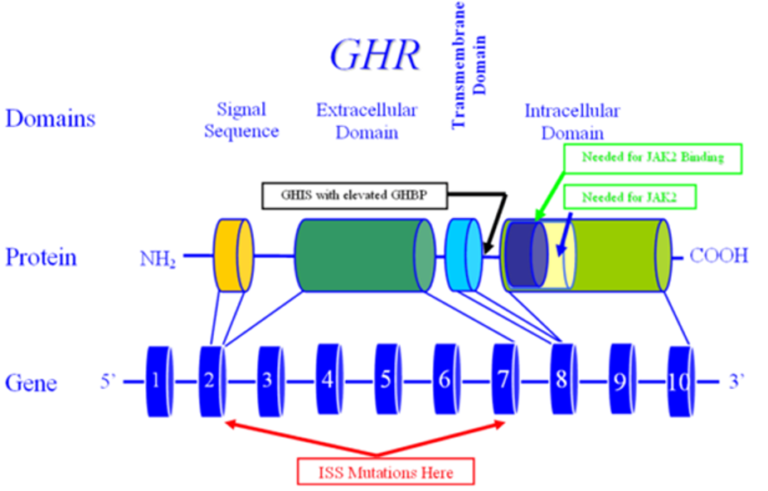 GHR
Transmembrane
Domain
Domains
Signal
Sequence
Extracellular
Domain
Intracellular
Domain
Needed for JAK2 Binding
GHIS with elevated GHBP
Needed for JAK2
Protein
NH₂
COOH
Gene
5'
1
2
3
4
5
6
7
8
9
10
3'
ISS Mutations Here